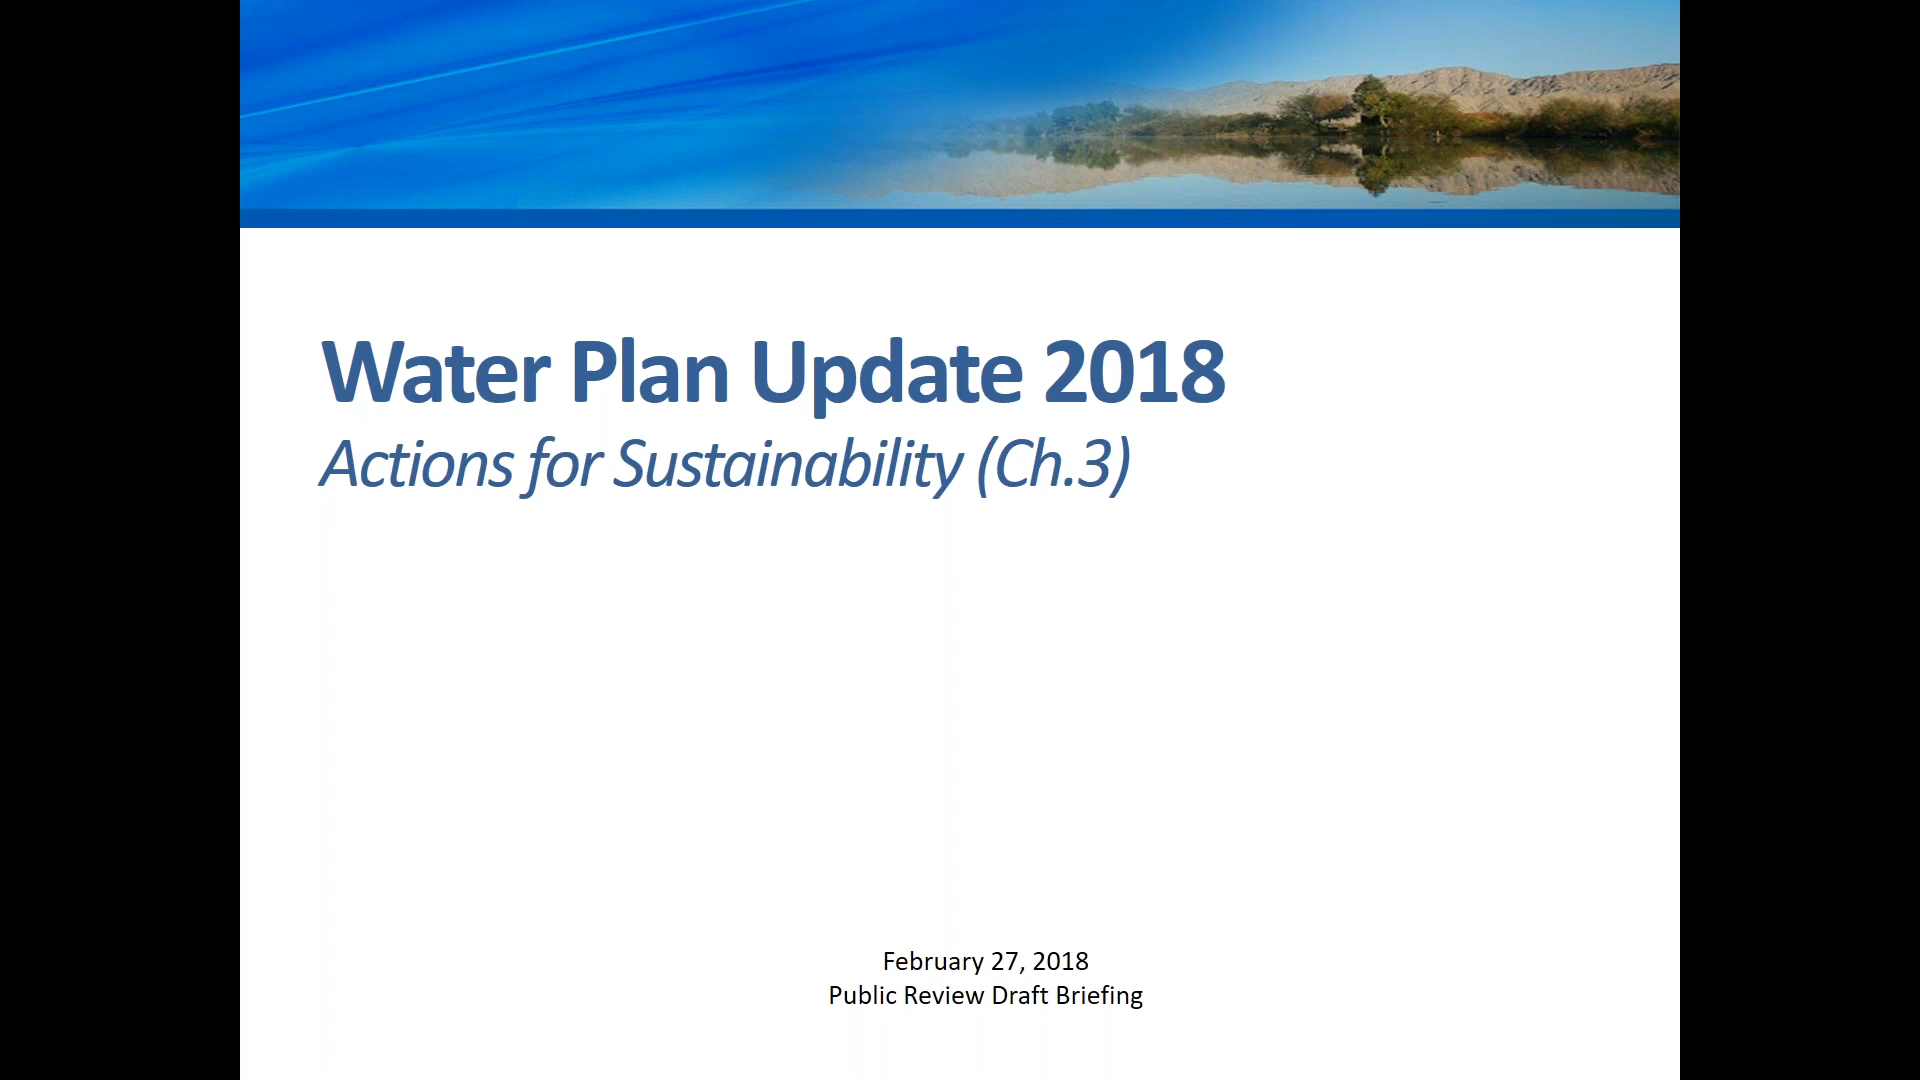 Water Plan Update 2018
Actions for Sustainability (Ch.3)
February 27, 2018
Public Review Draft Briefing